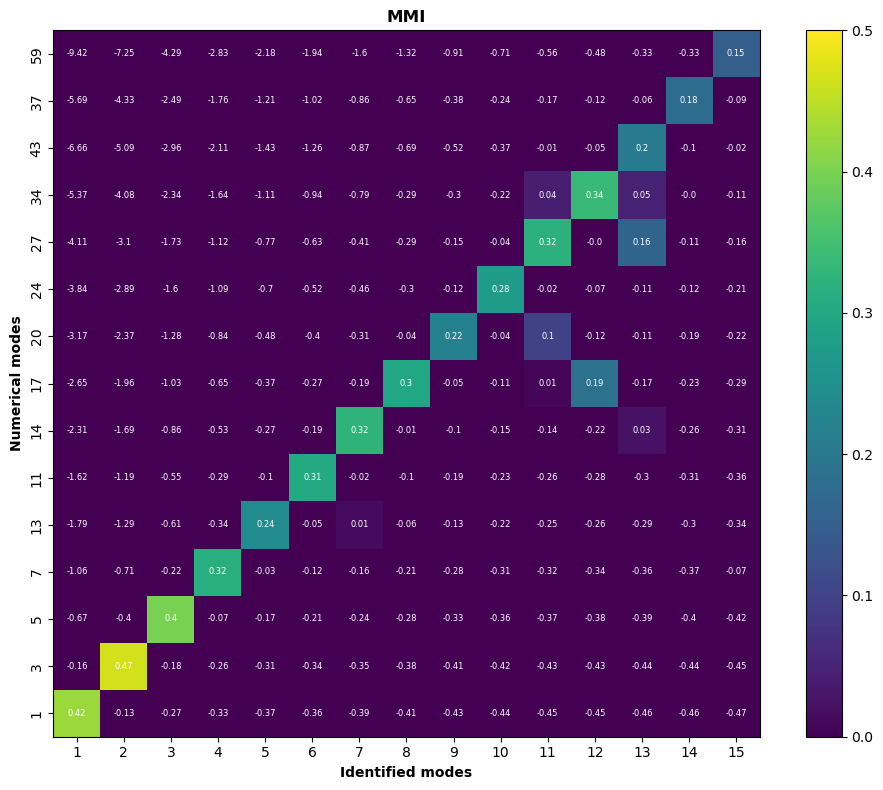 MMI
59 -9.42 -7.25 -4.29 -2.83 -2.18 -1.94 -1.6 -1.32 -0.91 -0.71 -0.56 -0.48 -0.33 -0.33 0.15
37 -5.69 -4.33 -2.49 -1.76 -1.21 -1.02 -0.86 -0.65 -0.38 -0.24 -0.17 -0.12 -0.06 0.18 -0.09
43 -6.66 -5.09 -2.96 -2.11 -1.43 -1.26 -0.87 -0.69 -0.52 -0.37 -0.01 -0.05 0.2 -0.1 -0.02
34 -5.37 -4.08 -2.34 -1.64 -1.11 -0.94 -0.79 -0.29 -0.3 -0.22 0.04 0.34 0.05 -0.0 -0.11
27 -4.11 -3.1 -1.73 -1.12 -0.77 -0.63 -0.41 -0.29 -0.15 -0.04 0.32 -0.0 0.16 -0.11 -0.16
24 -3.84 -2.89 -1.6 -1.09 -0.7 -0.52 -0.46 -0.3 -0.12 0.28 -0.02 -0.07 -0.11 -0.12 -0.21
20 -3.17 -2.37 -1.28 -0.84 -0.48 -0.4 -0.31 -0.04 0.22 -0.04 0.1 -0.12 -0.11 -0.19 -0.22
17 -2.65 -1.96 -1.03 -0.65 -0.37 -0.27 -0.19 0.3 -0.05 -0.11 0.01 0.19 -0.17 -0.23 -0.29
14 -2.31 -1.69 -0.86 -0.53 -0.27 -0.19 0.32 -0.01 -0.1 -0.15 -0.14 -0.22 0.03 -0.26 -0.31
11 -1.62 -1.19 -0.55 -0.29 -0.1 0.31 -0.02 -0.1 -0.19 -0.23 -0.26 -0.28 -0.3 -0.31 -0.36
13 -1.79 -1.29 -0.61 -0.34 0.24 -0.05 0.01 -0.06 -0.13 -0.22 -0.25 -0.26 -0.29 -0.3 -0.34
7 -1.06 -0.71 -0.22 0.32 -0.03 -0.12 -0.16 -0.21 -0.28 -0.31 -0.32 -0.34 -0.36 -0.37 -0.07
5 -0.67 -0.4 0.4 -0.07 -0.17 -0.21 -0.24 -0.28 -0.33 -0.36 -0.37 -0.38 -0.39 -0.4 -0.42
3 -0.16 0.47 -0.18 -0.26 -0.31 -0.34 -0.35 -0.38 -0.41 -0.42 -0.43 -0.43 -0.44 -0.44 -0.45
1 0.42 -0.13 -0.27 -0.33 -0.37 -0.36 -0.39 -0.41 -0.43 -0.44 -0.45 -0.45 -0.46 -0.46 -0.47
1 2 3 4 5 6 7 8 9 10 11 12 13 14 15
Identified modes
Numerical modes
0.5
0.4
0.3
0.2
0.1
0.0